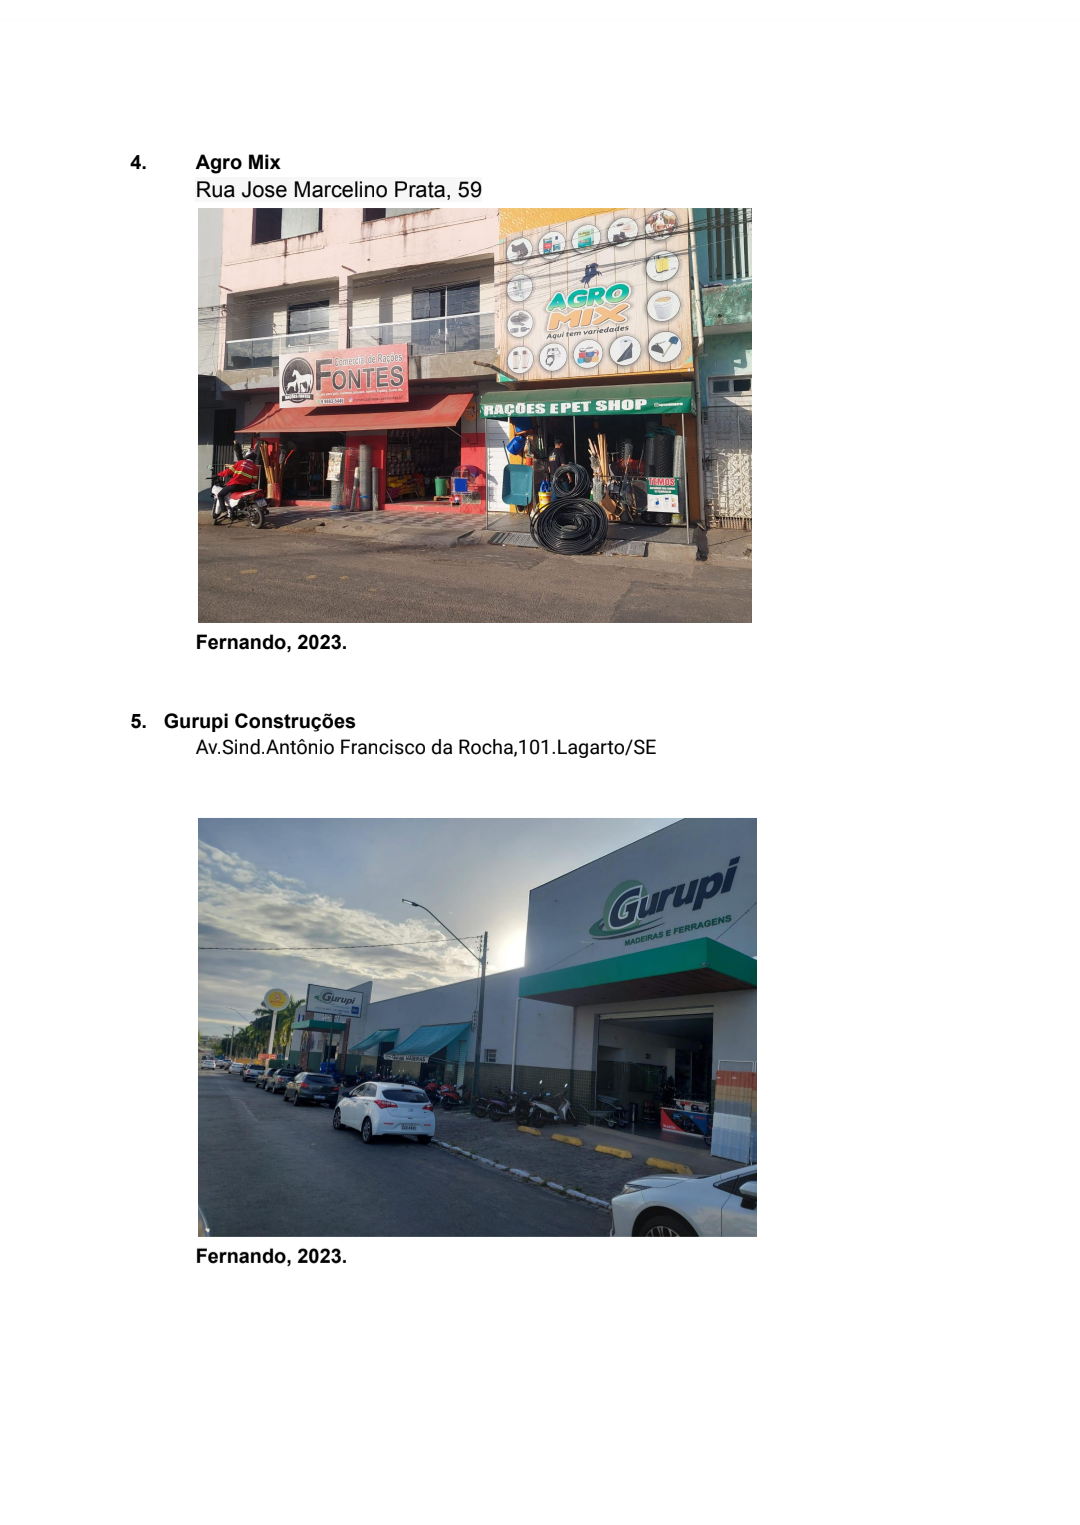 4. Agro Mix
Rua Jose Marcelino Prata, 59
Comercial de Rações
FONTES
AGRO
MIX
Aqui tem variedades
RAÇÕES E PET SHOP
TEMOS
Fernando, 2023.
5. Gurupi Construções
Av.Sind.Antônio Francisco da Rocha,101.Lagarto/SE
Gurupi
MADEIRAS E FERRAGENS
Gurupi
Fernando, 2023.